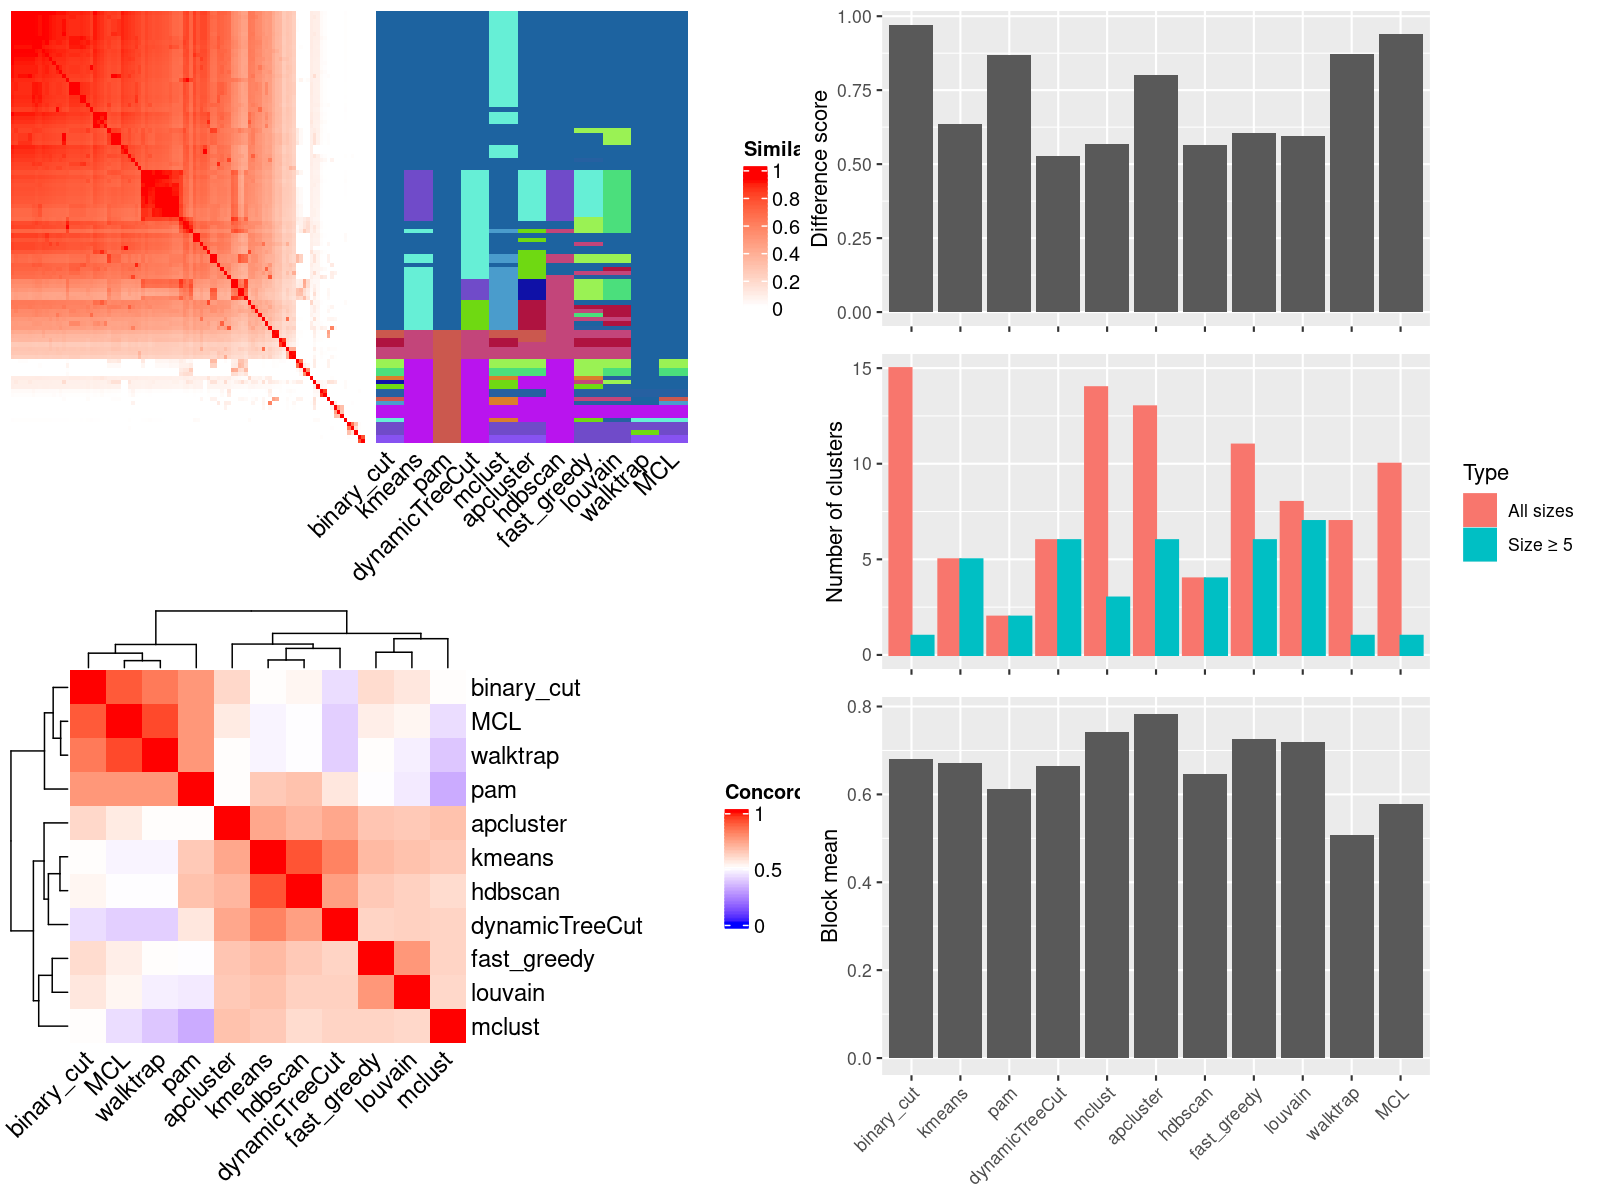 Simila
1
0.8
0.6
0.4
0.2
0
binary_cut
kmeans
pam
dynamicTreeCut
mclust
apcluster
hdbscan
fast_greedy
louvain
walktrap
MCL
Difference score
1.00
0.75
0.50
0.25
0.00
Number of clusters
15
10
5
0
Type
All sizes
Size ≥ 5
binary_cut
MCL
walktrap
pam
apcluster
kmeans
hdbscan
dynamicTreeCut
fast_greedy
louvain
mclust
binary_cut
MCL
walktrap
pam
apcluster
kmeans
hdbscan
dynamicTreeCut
fast_greedy
louvain
mclust
Concord
1
0.5
0
Block mean
0.8
0.6
0.4
0.2
0.0
binary_cut
kmeans
pam
dynamicTreeCut
mclust
apcluster
hdbscan
fast_greedy
louvain
walktrap
MCL